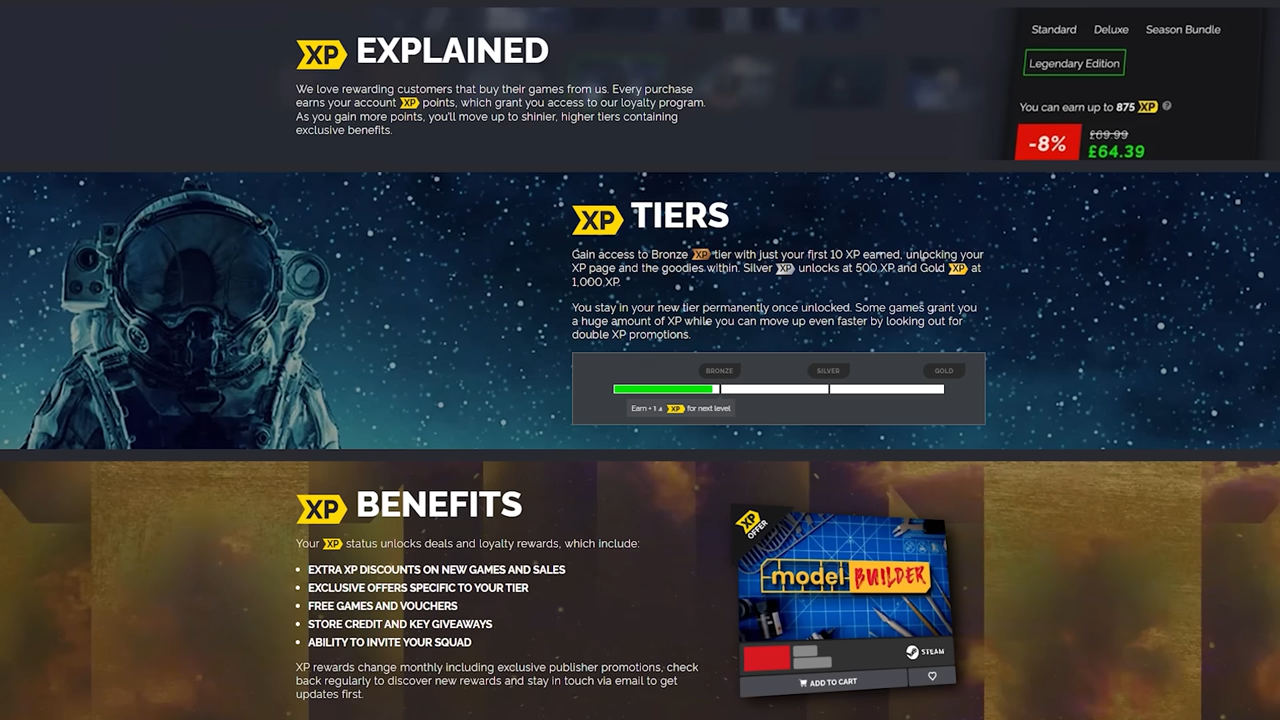 XP EXPLAINED
We love rewarding customers that buy their games from us. Every purchase
earns your account XP points, which grant you access to our loyalty program.
As you gain more points, you'll move up to shinier, higher tiers containing
exclusive benefits.
Standard Deluxe Season Bundle
Legendary Edition
You can earn up to 875 XP ?
-8% £69.99
£64.39
XP TIERS
Gain access to Bronze XP tier with just your first 10 XP earned, unlocking your
XP page and the goodies within. Silver XP unlocks at 500 XP and Gold XP at
1,000 XP.
You stay in your new tier permanently once unlocked. Some games grant you
a huge amount of XP while you can move up even faster by looking out for
double XP promotions.
BRONZE SILVER GOLD
Earn XP for next level
XP BENEFITS
Your XP status unlocks deals and loyalty rewards, which include:
• EXTRA XP DISCOUNTS ON NEW GAMES AND SALES
• EXCLUSIVE OFFERS SPECIFIC TO YOUR TIER
• FREE GAMES AND VOUCHERS
• STORE CREDIT AND KEY GIVEAWAYS
• ABILITY TO INVITE YOUR SQUAD
XP rewards change monthly including exclusive publisher promotions, check
back regularly to discover new rewards and stay in touch via email to get
updates first.
XP
OFFER
model BUILDER
STEAM
ADD TO CART